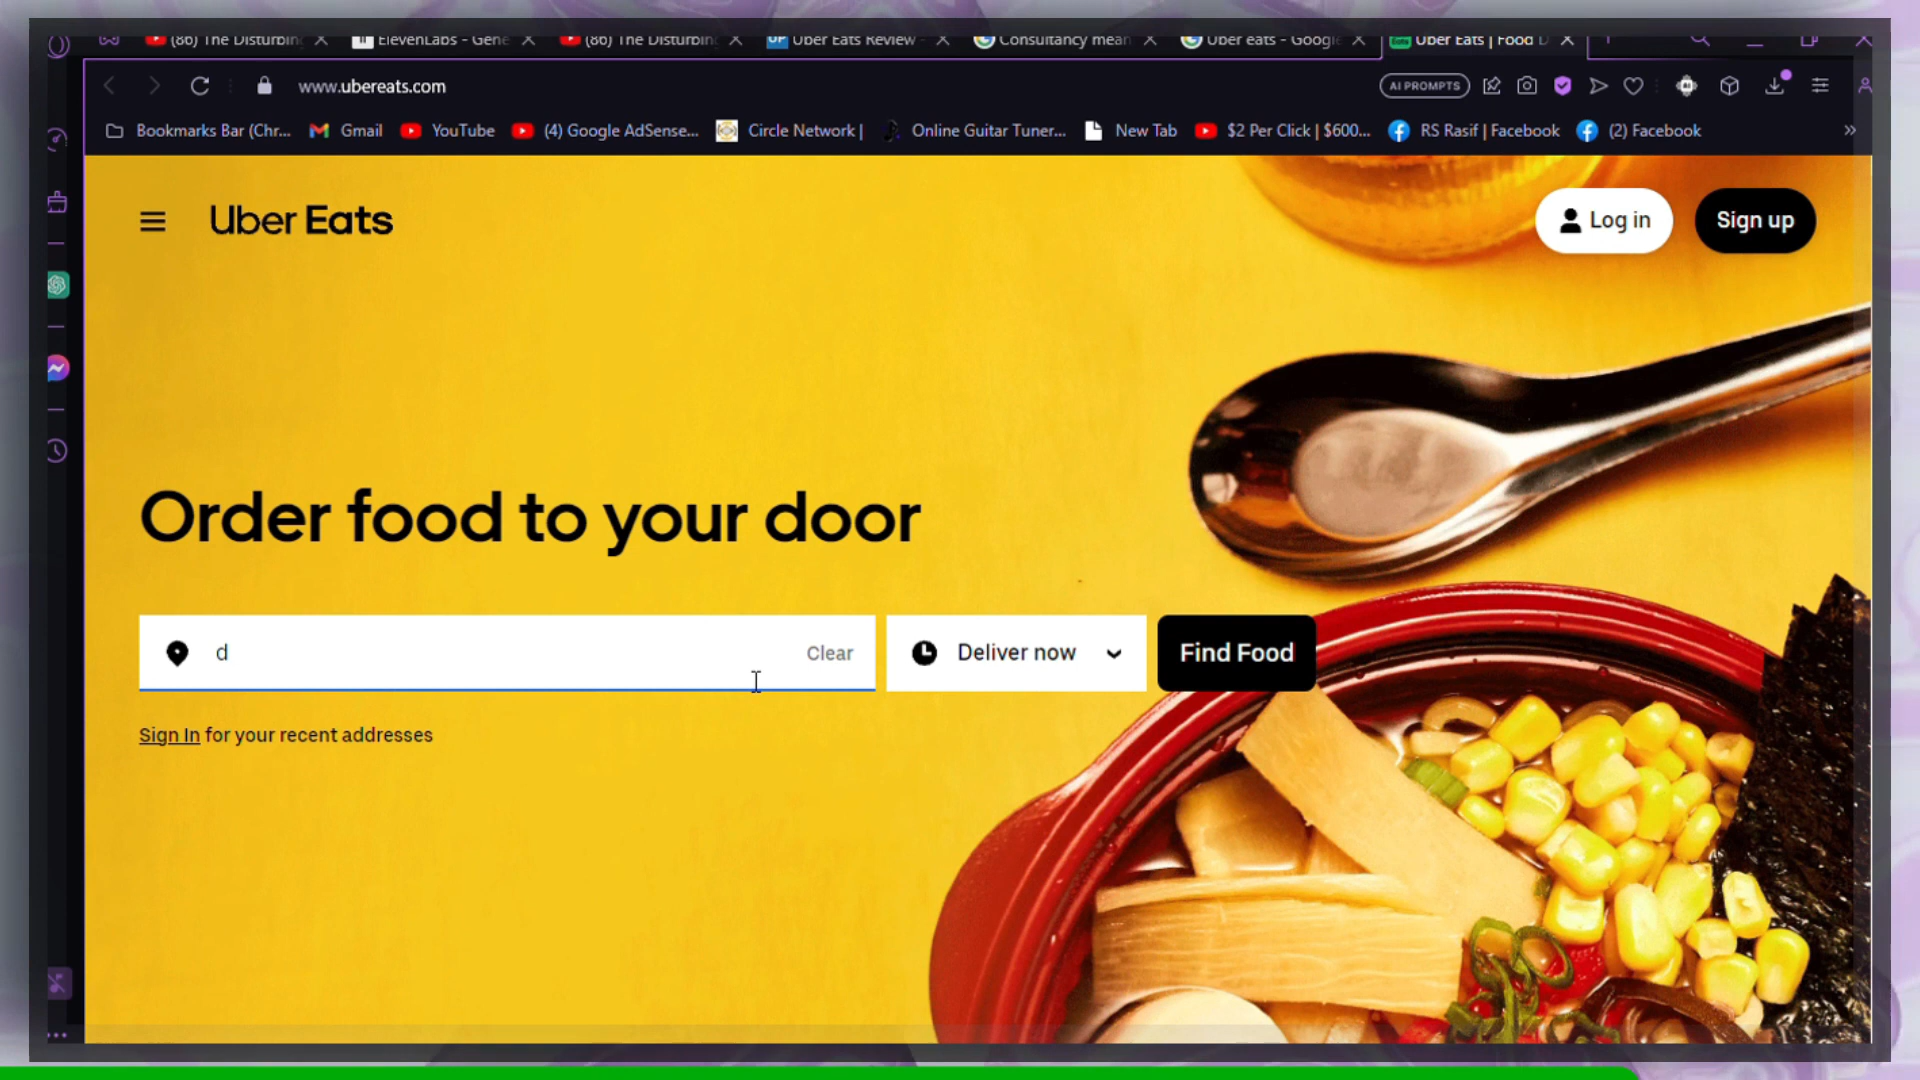 (86) The Disturbin
ElevenLabs - Gene
(86) The Disturbin
Uber Eats Review -
Consultancy mean
Uber eats - Google
Uber Eats | Food D
www.ubereats.com
AI PROMPTS
Bookmarks Bar (Chr...
Gmail
YouTube
(4) Google AdSense...
Circle Network |
Online Guitar Tuner...
New Tab
$2 Per Click | $600...
RS Rasif | Facebook
(2) Facebook
Uber Eats
Log in
Sign up
Order food to your door
d
Clear
Deliver now
Find Food
Sign In for your recent addresses